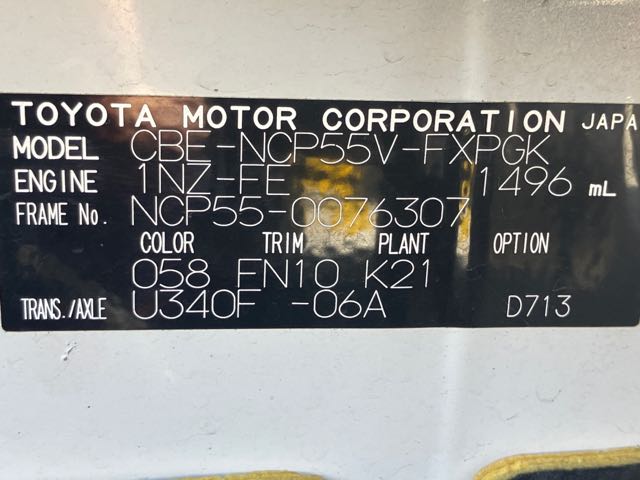 TOYOTA MOTOR CORPORATION JAPA
MODEL CBE-NCP55V-FXPGK
ENGINE 1NZ-FE 1496 mL
FRAME No. NCP55-0076307
COLOR TRIM PLANT OPTION
058 FN10 K21
TRANS./AXLE U340F -06A D713